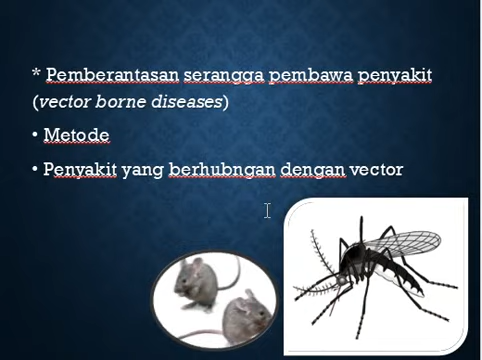 * Pemberantasan serangga pembawa penyakit
(vector borne diseases)
• Metode
• Penyakit yang berhubngan dengan vector